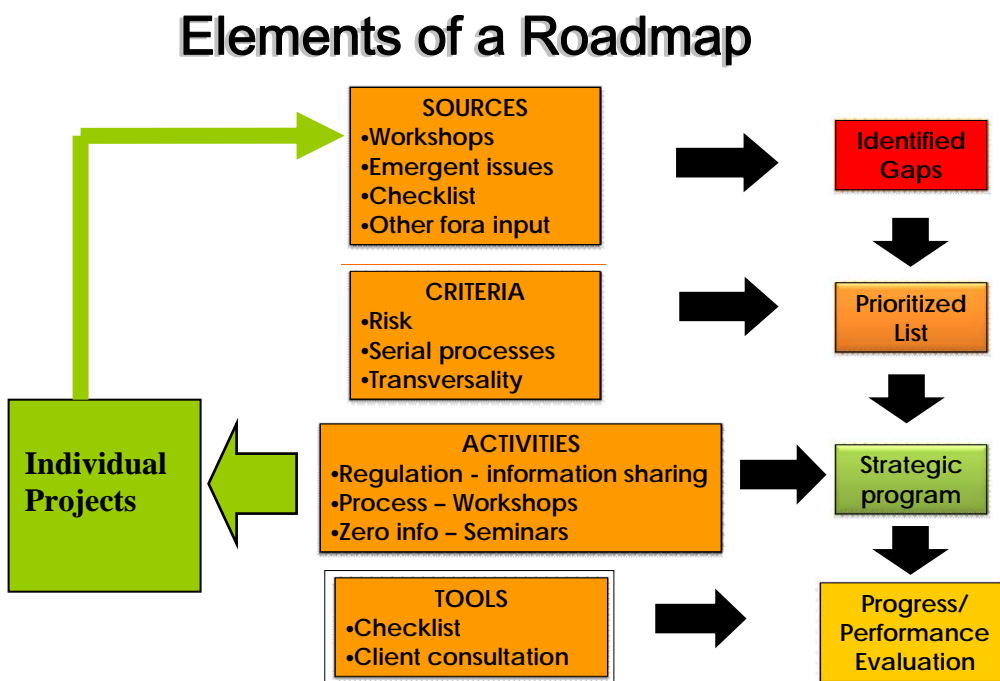 Elements of a Roadmap
SOURCES
•Workshops
•Emergent issues
•Checklist
•Other fora input
Identified
Gaps
CRITERIA
•Risk
•Serial processes
•Transversality
Prioritized
List
Individual
Projects
ACTIVITIES
•Regulation - information sharing
•Process – Workshops
•Zero info – Seminars
Strategic
program
TOOLS
•Checklist
•Client consultation
Progress/
Performance
Evaluation